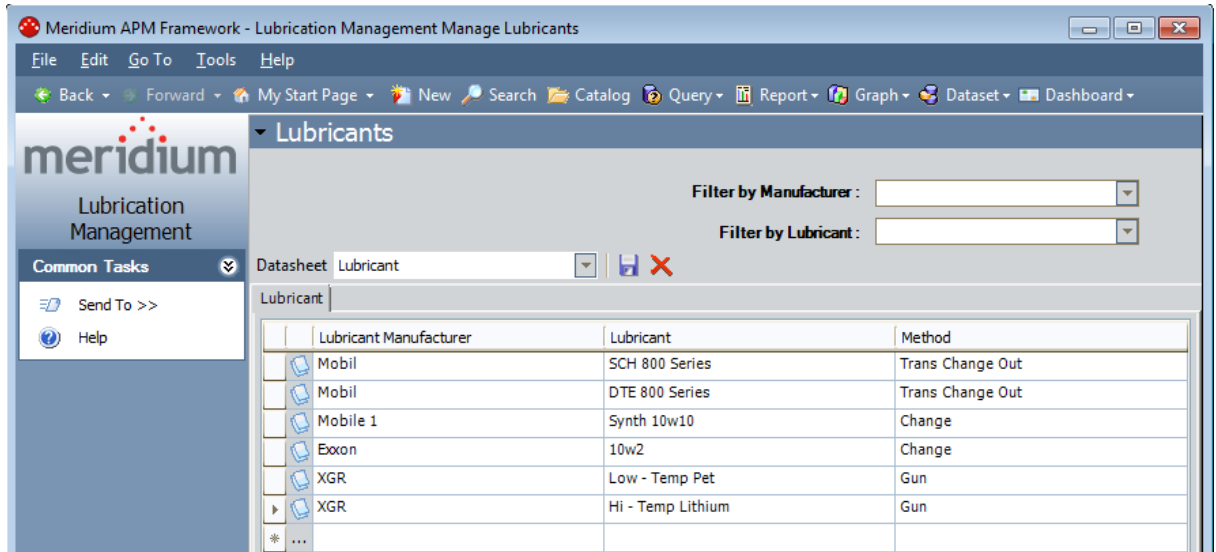 Meridium APM Framework - Lubrication Management Manage Lubricants
File Edit Go To Tools Help
Back Forward My Start Page New Search Catalog Query Report Graph Dataset Dashboard
meridium
Lubrication
Management
Common Tasks
Send To >>
Help
Lubricants
Filter by Manufacturer :
Filter by Lubricant :
Datasheet Lubricant
Lubricant
Lubricant Manufacturer Lubricant Method
Mobil SCH 800 Series Trans Change Out
Mobil DTE 800 Series Trans Change Out
Mobile 1 Synth 10w10 Change
Exxon 10w2 Change
XGR Low - Temp Pet Gun
XGR Hi - Temp Lithium Gun
* ...